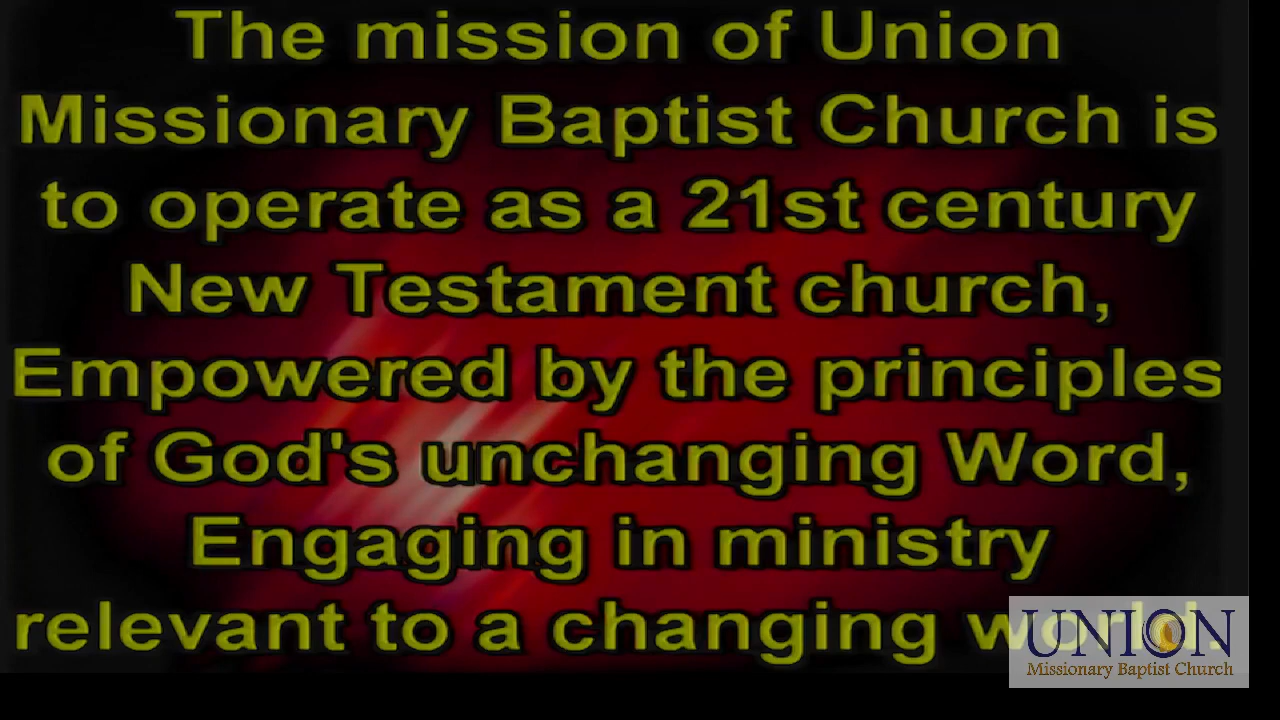 The mission of Union
Missionary Baptist Church is
to operate as a 21st century
New Testament church,
Empowered by the principles
of God's unchanging Word,
Engaging in ministry
relevant to a changing world.
UNION
Missionary Baptist Church